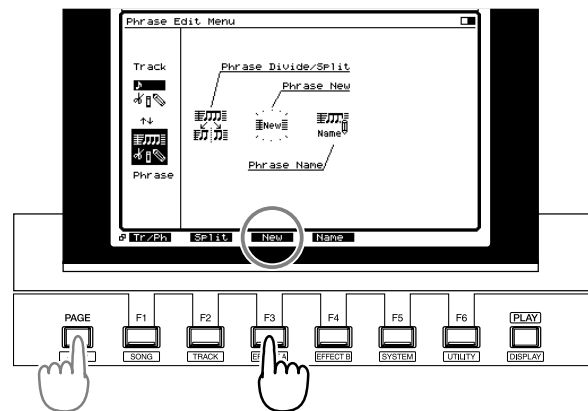 Phrase Edit Menu
Track
Phrase Divide/Split
Phrase New
New
Name
Phrase
Phrase Name
Tr/Ph Split New Name
PAGE F1 F2 F3 F4 F5 F6 PLAY
SONG TRACK EFFECT B SYSTEM UTILITY DISPLAY